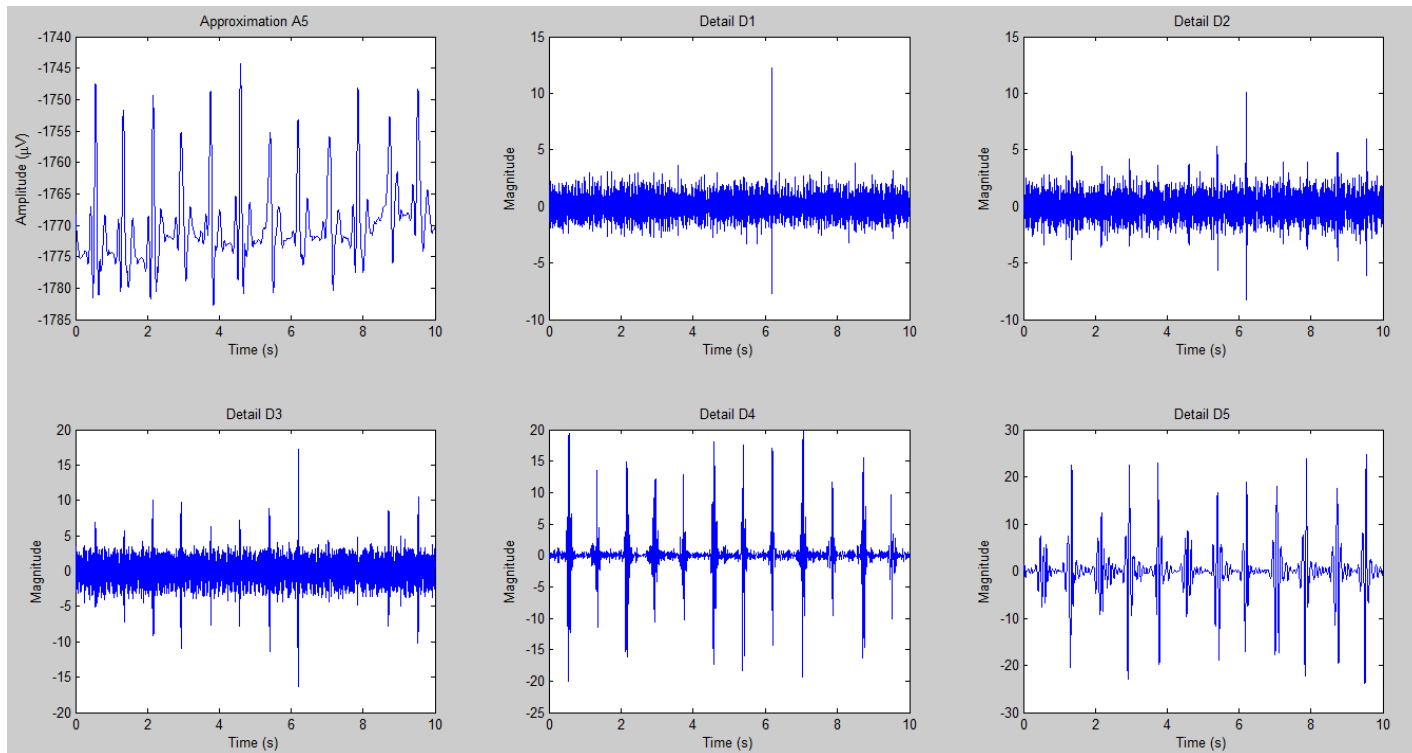 Approximation A5
Amplitude (μV)
-1740
-1745
-1750
-1755
-1760
-1765
-1770
-1775
-1780
-1785
0 2 4 6 8 10
Time (s)
Detail D1
Magnitude
15
10
5
0
-5
-10
0 2 4 6 8 10
Time (s)
Detail D2
Magnitude
15
10
5
0
-5
-10
0 2 4 6 8 10
Time (s)
Detail D3
Magnitude
20
15
10
5
0
-5
-10
-15
-20
0 2 4 6 8 10
Time (s)
Detail D4
Magnitude
20
15
10
5
0
-5
-10
-15
-20
-25
0 2 4 6 8 10
Time (s)
Detail D5
Magnitude
30
20
10
0
-10
-20
-30
0 2 4 6 8 10
Time (s)